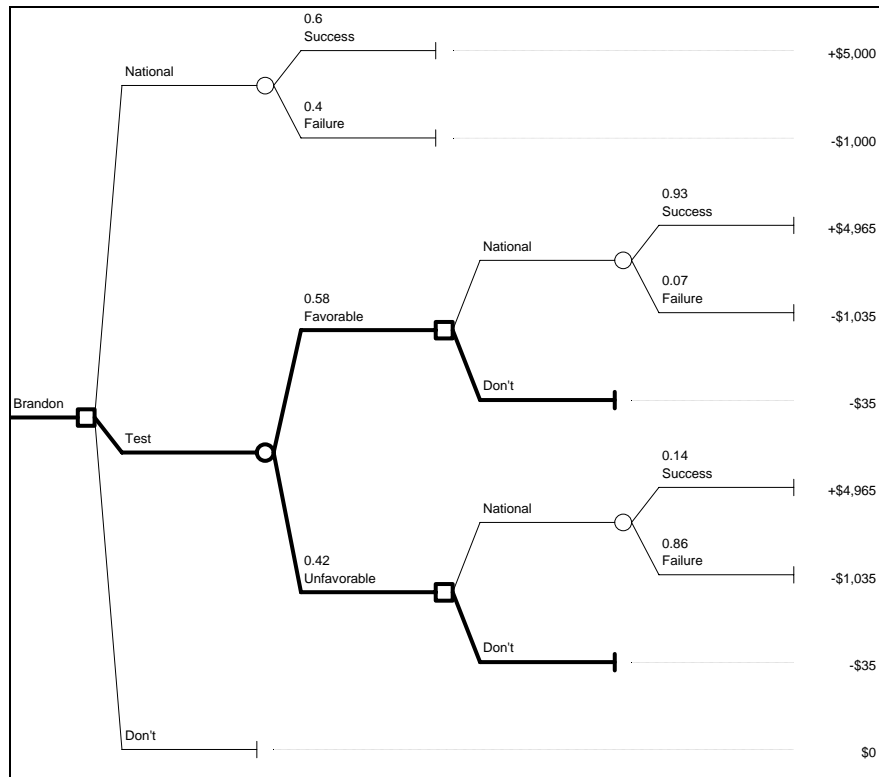 0.6
Success
+$5,000
National
0.4
Failure
-$1,000
0.93
Success
+$4,965
National
0.58
Favorable
0.07
Failure
-$1,035
Don't
-$35
Brandon
Test
0.14
Success
+$4,965
National
0.42
Unfavorable
0.86
Failure
-$1,035
Don't
-$35
Don't
$0